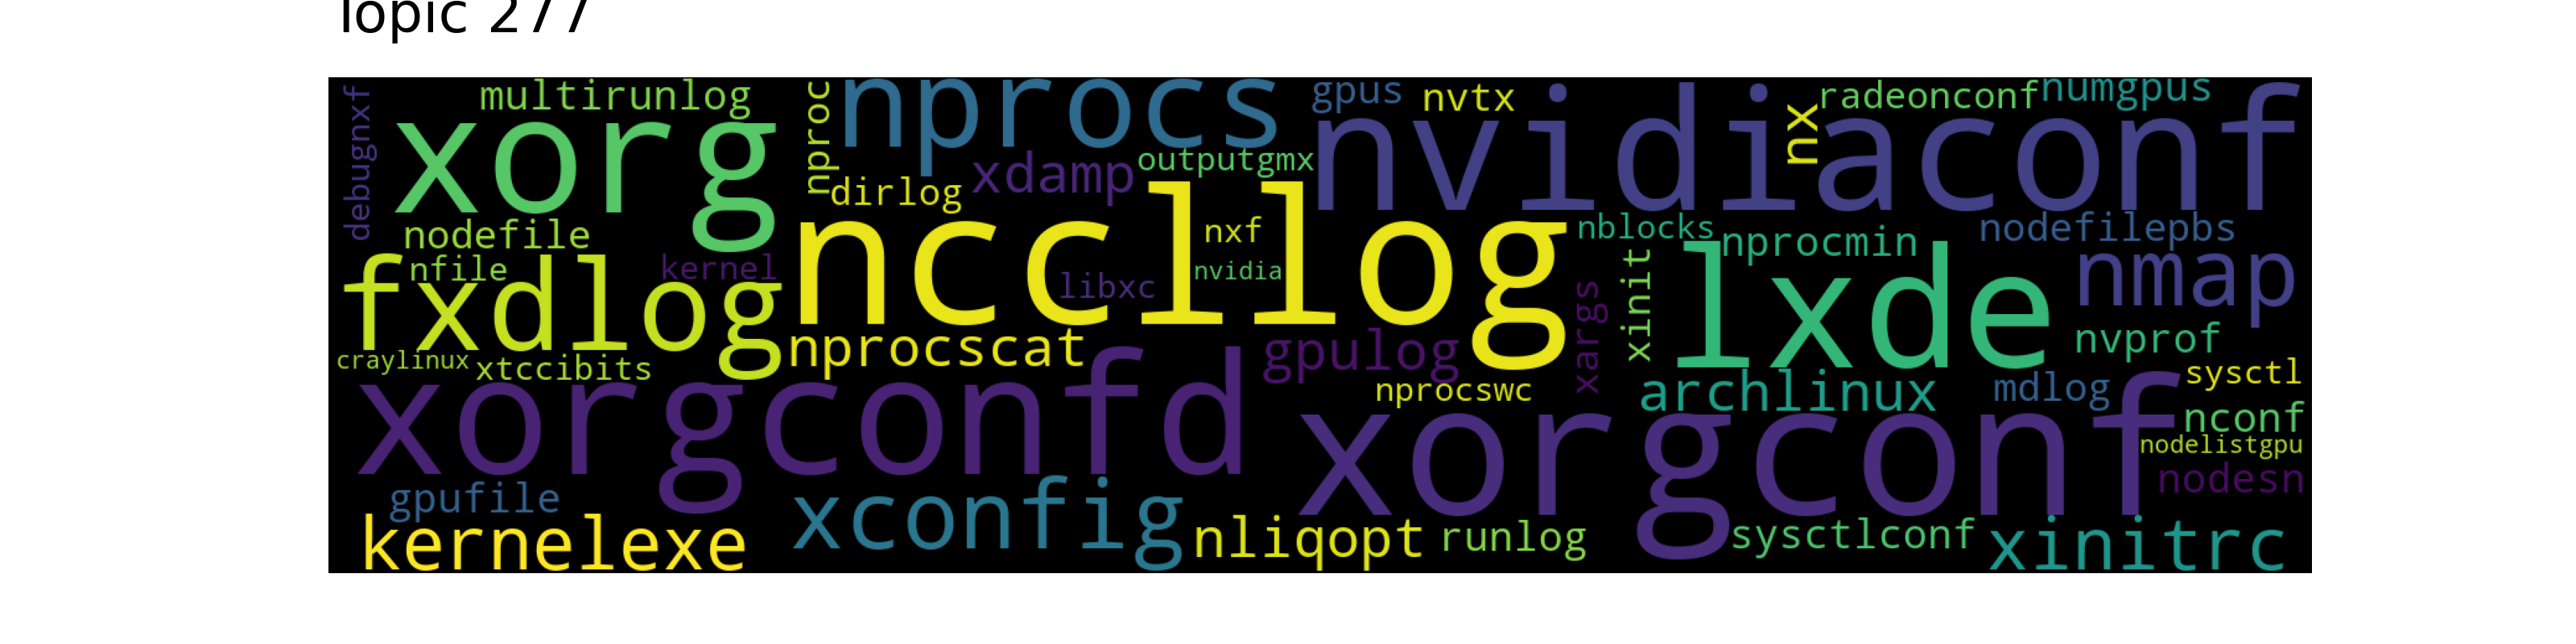 Topic 277
debugnxf
multirunlog
xorg
nproc
nprocs
gpus
nvtx
nvidiaconf
nx
radeonconf
numgpus
dirlog
xdamp
outputgmx
nodefile
nfile
kernel
fxdlog
nccllog
nxf
nvidia
libxc
nblocks
nprocmin
nodefilepbs
xinit
xargs
lxde
nmap
nvprof
craylinux
xtccibits
nprocscat
gpulog
nprocswc
archlinux
mdlog
sysctl
xorgconfd
xorgconf
nconf
nodelistgpu
nodesn
gpufile
kernelexe
xconfig
nliqopt
runlog
sysctlconf
xinitrc